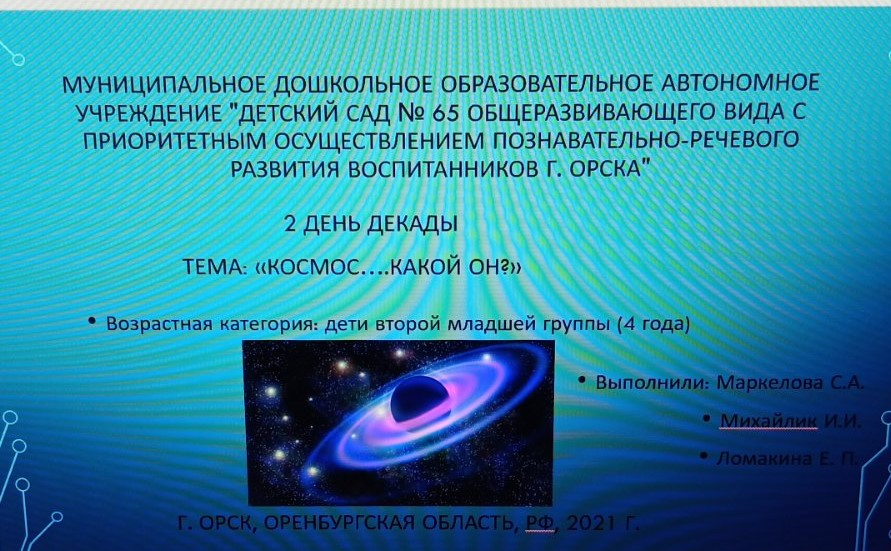 МУНИЦИПАЛЬНОЕ ДОШКОЛЬНОЕ ОБРАЗОВАТЕЛЬНОЕ АВТОНОМНОЕ
УЧРЕЖДЕНИЕ "ДЕТСКИЙ САД № 65 ОБЩЕРАЗВИВАЮЩЕГО ВИДА С
ПРИОРИТЕТНЫМ ОСУЩЕСТВЛЕНИЕМ ПОЗНАВАТЕЛЬНО-РЕЧЕВОГО
РАЗВИТИЯ ВОСПИТАННИКОВ Г. ОРСКА"
2 ДЕНЬ ДЕКАДЫ
ТЕМА: «КОСМОС....КАКОЙ ОН?»
• Возрастная категория: дети второй младшей группы (4 года)
• Выполнили: Маркелова С.А.
• Михайлик И.И.
• Ломакина Е. П.
Г. ОРСК, ОРЕНБУРГСКАЯ ОБЛАСТЬ, РФ, 2021 Г.